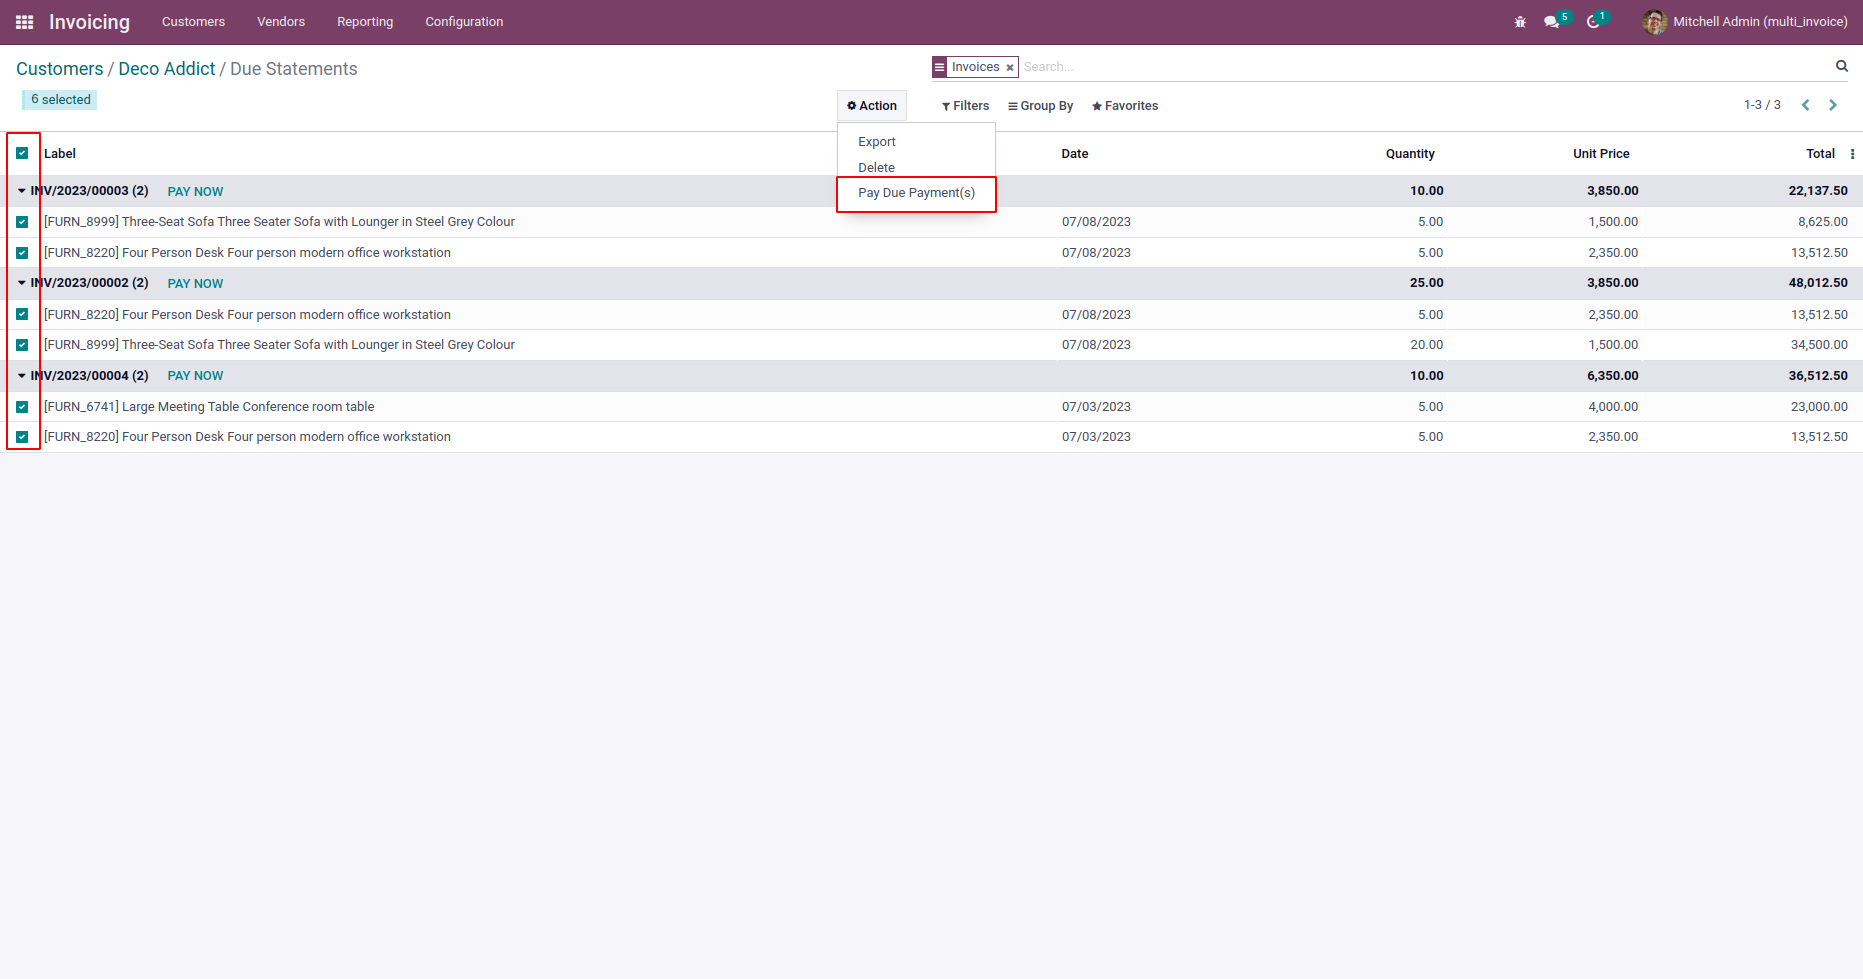 Invoicing Customers Vendors Reporting Configuration 5 1 Mitchell Admin (multi_invoice)
Customers / Deco Addict / Due Statements Invoices Search...
6 selected Action Filters Group By Favorites 1-3 / 3
Export
Label Date Quantity Unit Price Total
Delete
INV/2023/00003 (2) PAY NOW Pay Due Payment(s) 10.00 3,850.00 22,137.50
[FURN_8999] Three-Seat Sofa Three Seater Sofa with Lounger in Steel Grey Colour 07/08/2023 5.00 1,500.00 8,625.00
[FURN_8220] Four Person Desk Four person modern office workstation 07/08/2023 5.00 2,350.00 13,512.50
INV/2023/00002 (2) PAY NOW 25.00 3,850.00 48,012.50
[FURN_8220] Four Person Desk Four person modern office workstation 07/08/2023 5.00 2,350.00 13,512.50
[FURN_8999] Three-Seat Sofa Three Seater Sofa with Lounger in Steel Grey Colour 07/08/2023 20.00 1,500.00 34,500.00
INV/2023/00004 (2) PAY NOW 10.00 6,350.00 36,512.50
[FURN_6741] Large Meeting Table Conference room table 07/03/2023 5.00 4,000.00 23,000.00
[FURN_8220] Four Person Desk Four person modern office workstation 07/03/2023 5.00 2,350.00 13,512.50